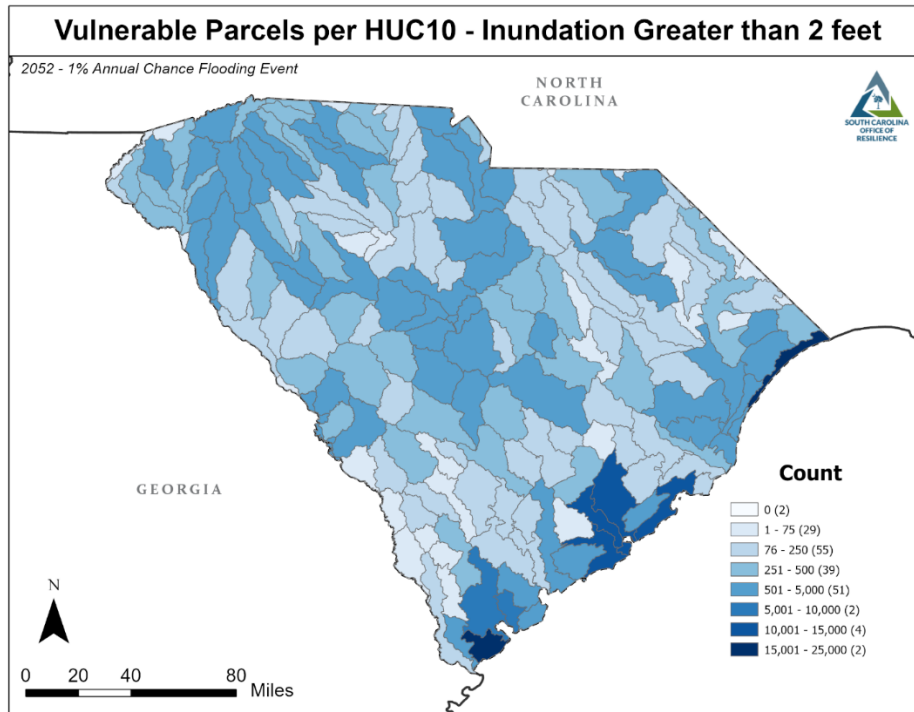 Vulnerable Parcels per HUC10 - Inundation Greater than 2 feet
2052 - 1% Annual Chance Flooding Event
NORTH
CAROLINA
SOUTH CAROLINA
OFFICE OF
RESILIENCE
GEORGIA
Count
0 (2)
1 - 75 (29)
76 - 250 (55)
251 - 500 (39)
501 - 5,000 (51)
5,001 - 10,000 (2)
10,001 - 15,000 (4)
15,001 - 25,000 (2)
N
0 20 40 80
Miles